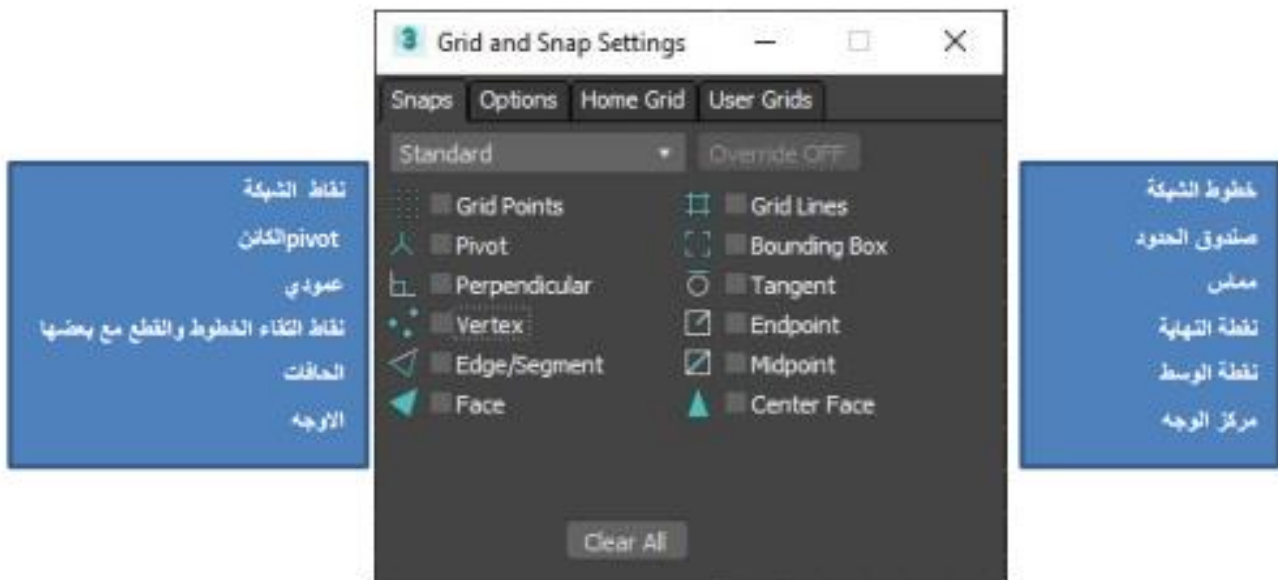 3 Grid and Snap Settings
Snaps Options Home Grid User Grids
Standard Override OFF
Grid Points Grid Lines
Pivot Bounding Box
Perpendicular Tangent
Vertex Endpoint
Edge/Segment Midpoint
Face Center Face
Clear All
نقاط الشبكة
pivotالكائن
عمودي
نقاط التقاء الخطوط والقطع مع بعضها
الحافات
الاوجه
خطوط الشبكة
صندوق الحدود
مماس
نقطة النهاية
نقطة الوسط
مركز الوجه